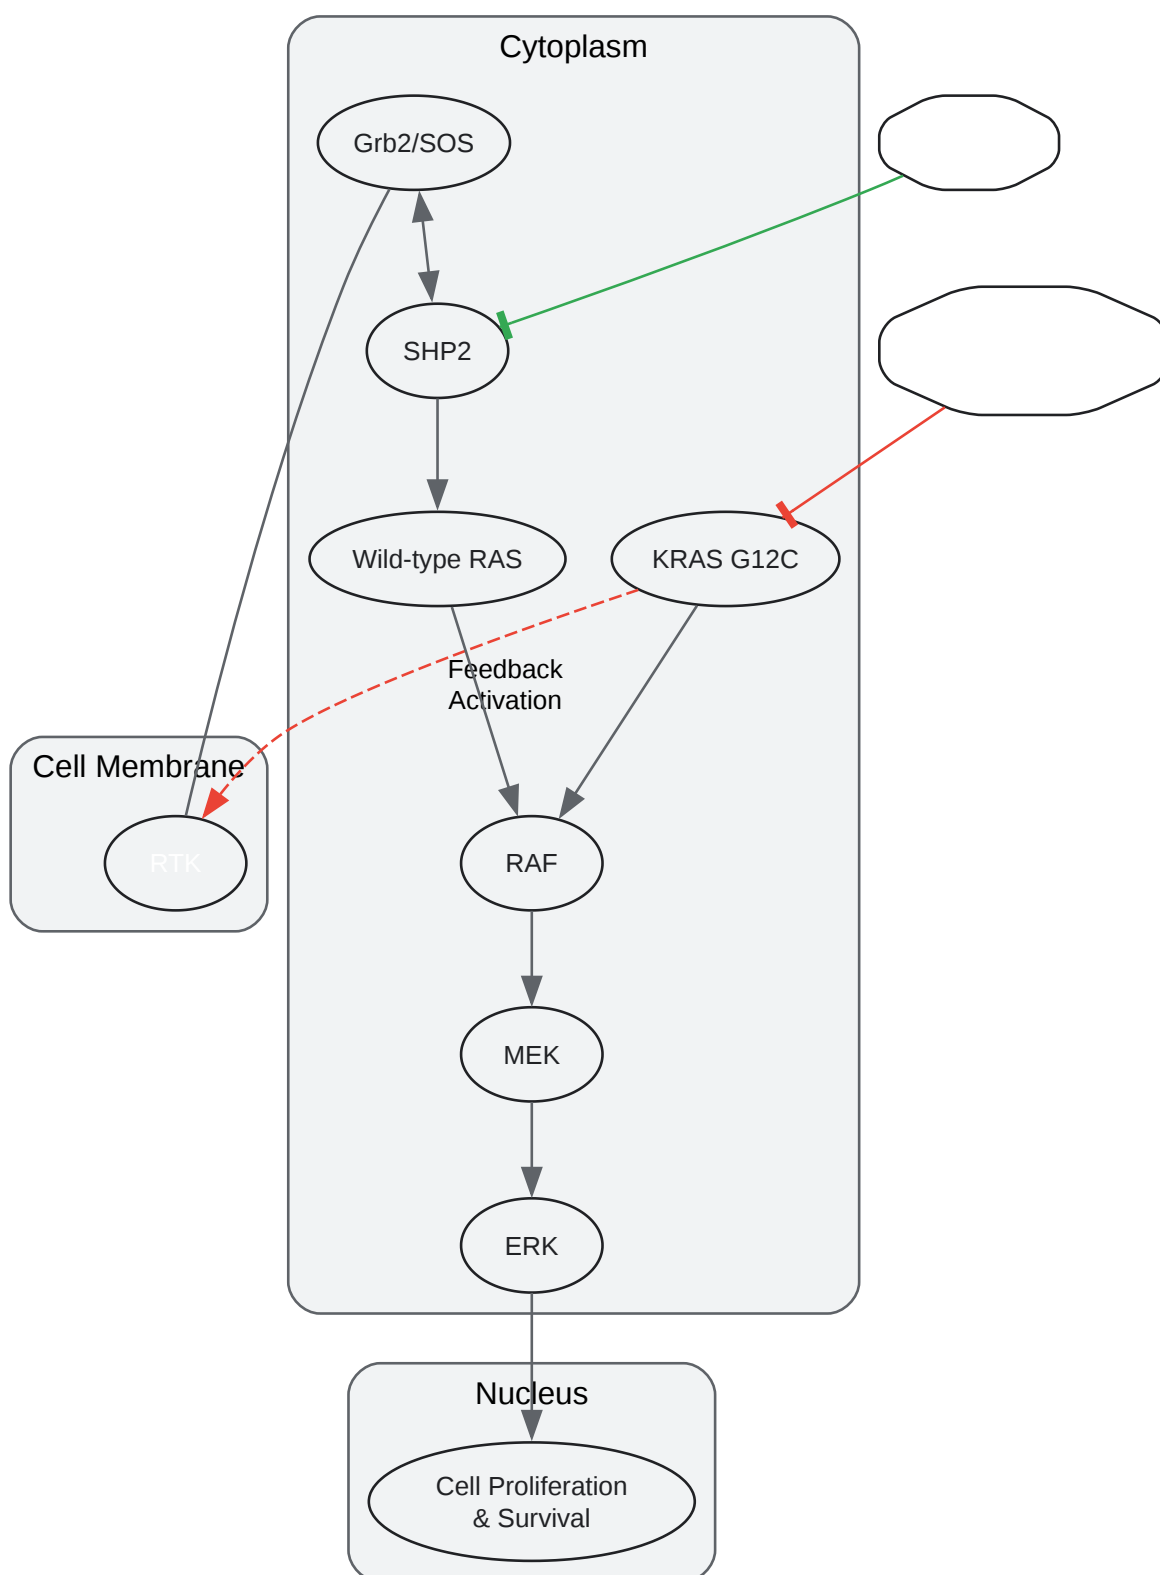 Cytoplasm
Grb2/SOS
SHP2
Wild-type RAS
KRAS G12C
Feedback
Activation
Cell Membrane
RTK
RAF
MEK
ERK
Nucleus
Cell Proliferation
& Survival